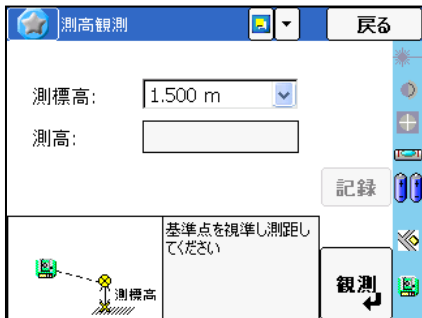 測高観測
戻る
測標高:
1.500 m
測高:
記録
基準点を視準し測距し
てください
測標高
観測